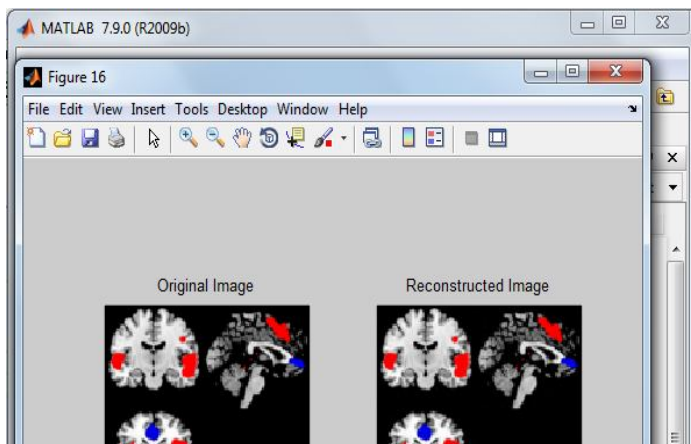 MATLAB 7.9.0 (R2009b)
Figure 16
File Edit View Insert Tools Desktop Window Help
Original Image
Reconstructed Image